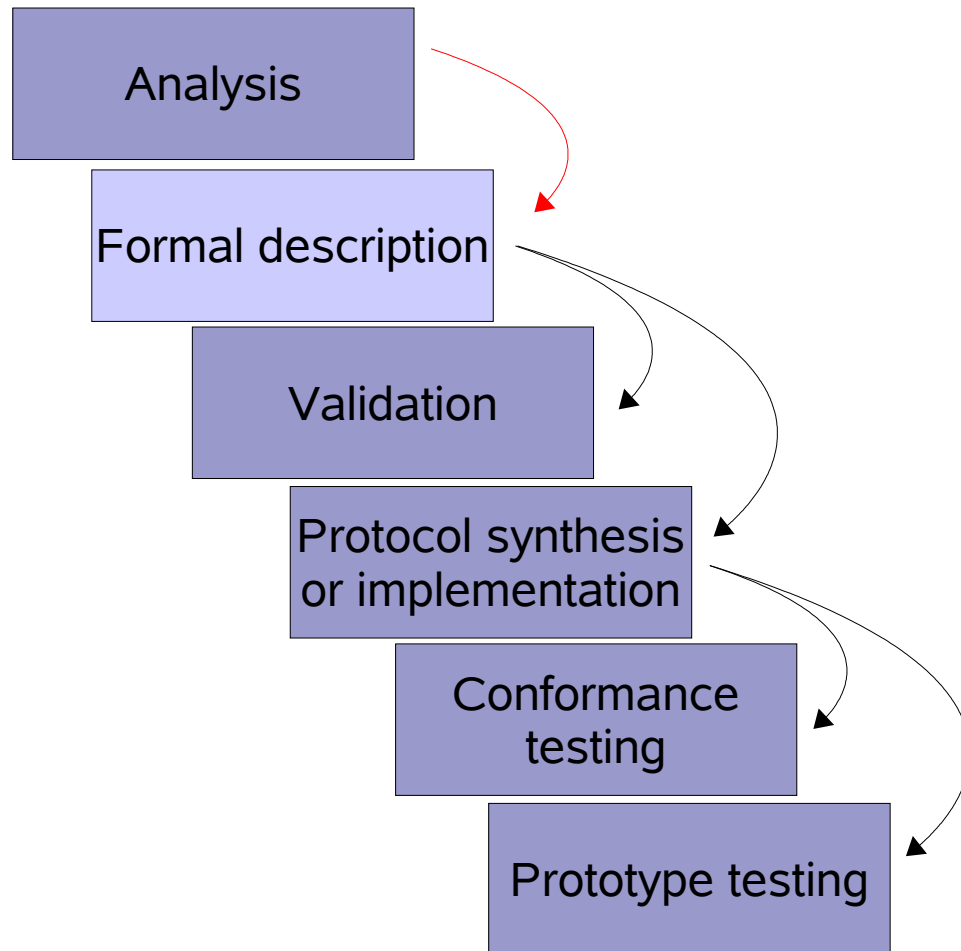 Analysis
Formal description
Validation
Protocol synthesis
or implementation
Conformance
testing
Prototype testing